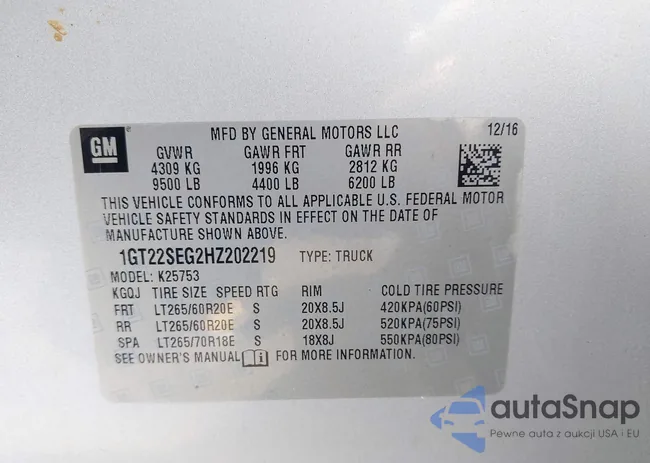 GM
MFD BY GENERAL MOTORS LLC 12/16
GVWR GAWR FRT GAWR RR
4309 KG 1996 KG 2812 KG
9500 LB 4400 LB 6200 LB
THIS VEHICLE CONFORMS TO ALL APPLICABLE U.S. FEDERAL MOTOR
VEHICLE SAFETY STANDARDS IN EFFECT ON THE DATE OF
MANUFACTURE SHOWN ABOVE.
1GT22SEG2HZ202219 TYPE: TRUCK
MODEL: K25753
KGQJ TIRE SIZE SPEED RTG RIM COLD TIRE PRESSURE
FRT LT265/60R20E S 20X8.5J 420KPA(60PSI)
RR LT265/60R20E S 20X8.5J 520KPA(75PSI)
SPA LT265/70R18E S 18X8J 550KPA(80PSI)
SEE OWNER'S MANUAL FOR MORE INFORMATION.
autaSnap
Pewne auta z aukcji USA i EU